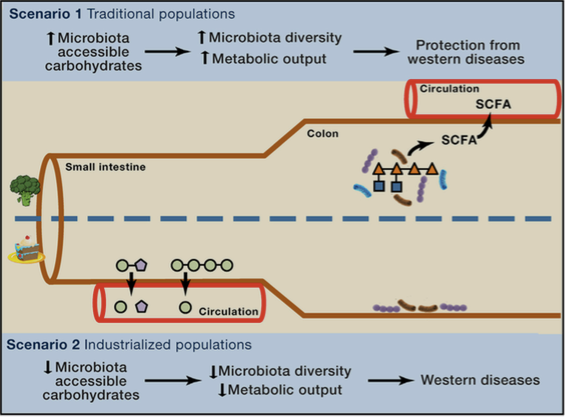 Scenario 1 Traditional populations
↑Microbiota accessible carbohydrates
↑Microbiota diversity
↑Metabolic output
Protection from western diseases
Circulation
SCFA
Colon
SCFA
Small intestine
Circulation
Scenario 2 Industrialized populations
↓Microbiota accessible carbohydrates
↓Microbiota diversity
↓Metabolic output
Western diseases